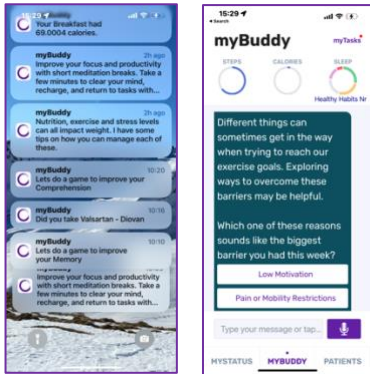 15:29
Your Breakfast had
69.0004 calories.
myBuddy 2h ago
Improve your focus and productivity
with short meditation breaks. Take a
few minutes to clear your mind,
recharge, and return to tasks with...
myBuddy 2h ago
Nutrition, exercise and stress levels
can all impact weight. I have some
tips on how you can manage each of
these.
myBuddy 10:20
Lets do a game to improve your
Comprehension
myBuddy 10:16
Did you take Valsartan - Diovan
myBuddy 10:10
Lets do a game to improve
your Memory
Improve your focus and productivity
with short meditation breaks. Take a
few minutes to clear your mind,
recharge, and return to tasks with...
15:29
Search
myBuddy myTasks
STEPS CALORIES SLEEP
Healthy Habits Nr
Different things can
sometimes get in the way
when trying to reach our
exercise goals. Exploring
ways to overcome these
barriers may be helpful.
Which one of these reasons
sounds like the biggest
barrier you had this week?
Low Motivation
Pain or Mobility Restrictions
Type your message or tap...
MYSTATUS MYBUDDY PATIENTS